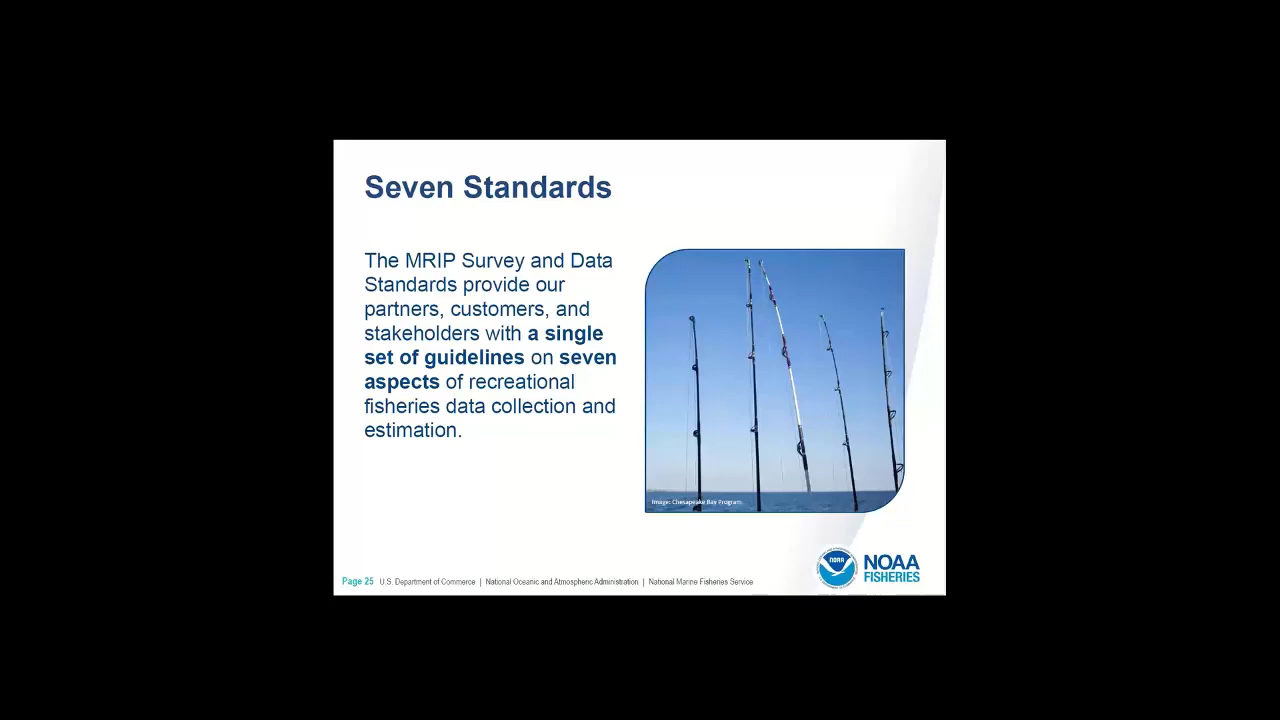 Seven Standards
The MRIP Survey and Data
Standards provide our
partners, customers, and
stakeholders with a single
set of guidelines on seven
aspects of recreational
fisheries data collection and
estimation.
Image: Chesapeake Bay Program
NOAA
NOAA
FISHERIES
Page 25 U.S. Department of Commerce | National Oceanic and Atmospheric Administration | National Marine Fisheries Service